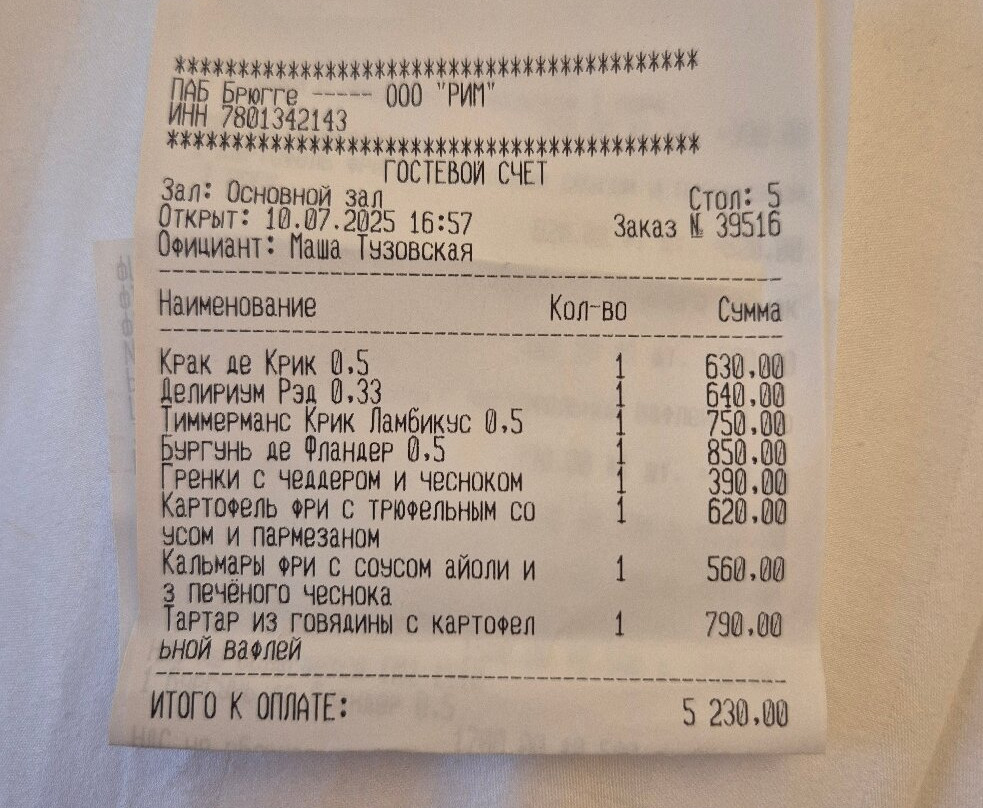 ******************************************
ПАБ Брюгге ----- ООО "РИМ"
ИНН 7801342143
******************************************
ГОСТЕВОЙ СЧЕТ
Зал: Основной зал Стол: 5
Открыт: 10.07.2025 16:57 Заказ № 39516
Официант: Маша Тузовская
Наименование Кол-во Сумма
Крак де Крик 0,5 1 630,00
Делириум Рэд 0,33 1 640,00
Тиммерманс Крик Ламбикус 0,5 1 750,00
Бургунь де Фландер 0,5 1 850,00
Гренки с чеддером и чесноком 1 390,00
Картофель фри с трюфельным со 1 620,00
усом и пармезаном
Кальмары фри с соусом айоли и 1 560,00
з печёного чеснока
Тартар из говядины с картофел 1 790,00
ьной вафлей
ИТОГО К ОПЛАТЕ: 5 230,00